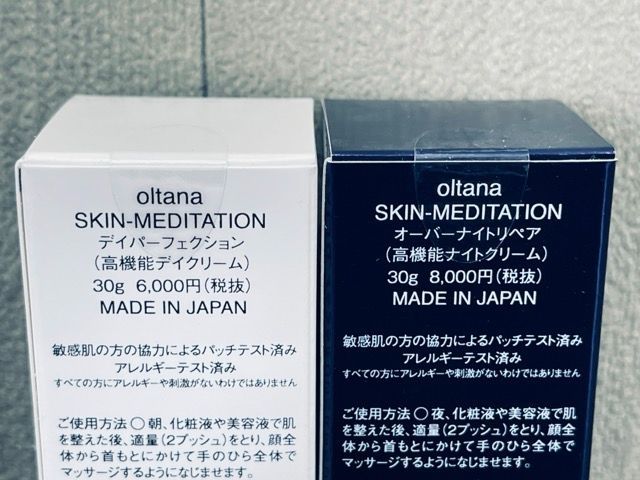 oltana
SKIN-MEDITATION
デイパーフェクション
(高機能デイクリーム)
30g 6,000円(税抜)
MADE IN JAPAN
敏感肌の方の協力によるパッチテスト済み
アレルギーテスト済み
すべての方にアレルギーや刺激がないわけではありません
ご使用方法○朝、化粧液や美容液で肌
を整えた後、適量(2プッシュ)をとり、顔全
体から首もとにかけて手のひら全体で
マッサージするようになじませます。
oltana
SKIN-MEDITATION
オーバーナイトリペア
(高機能ナイトクリーム)
30g 8,000円(税抜)
MADE IN JAPAN
敏感肌の方の協力によるパッチテスト済み
アレルギーテスト済み
すべての方にアレルギーや刺激がないわけではありません
ご使用方法○夜、化粧液や美容液で肌
を整えた後、適量(2プッシュ)をとり、顔全
体から首もとにかけて手のひら全体で
マッサージするようになじませます。